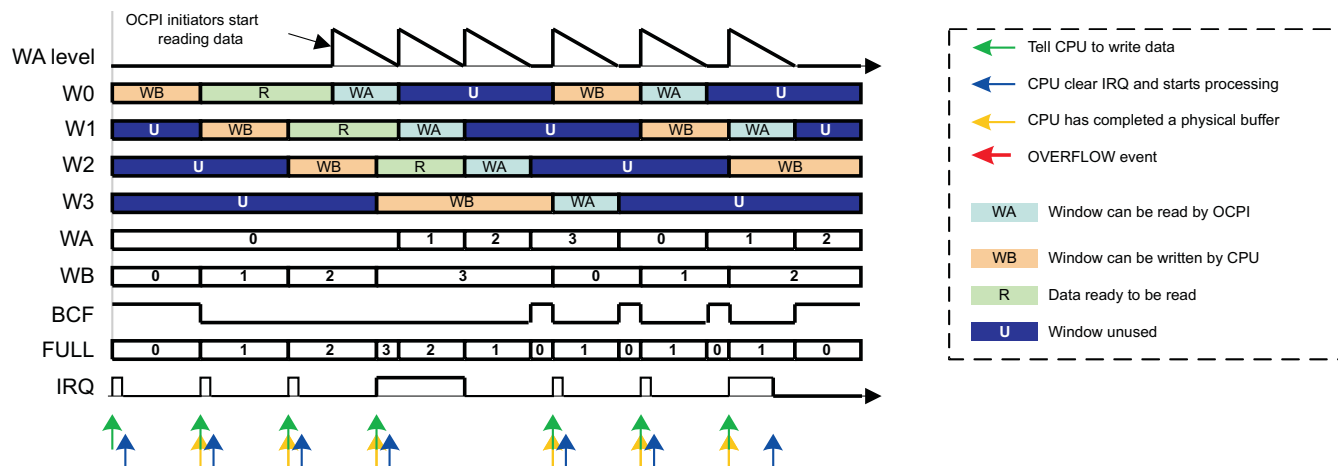 OCPI initiators start
reading data
WA level
W0 WB R WA U WB WA U
W1 U WB R WA U WB WA U
W2 U WB R WA U WB
W3 U WB WA U
WA 0 1 2 3 0 1 2
WB 0 1 2 3 0 1 2
BCF
FULL 0 1 2 3 2 1 0 1 0 1 0 1 0
IRQ
Tell CPU to write data
CPU clear IRQ and starts processing
CPU has completed a physical buffer
OVERFLOW event
WA Window can be read by OCPI
WB Window can be written by CPU
R Data ready to be read
U Window unused